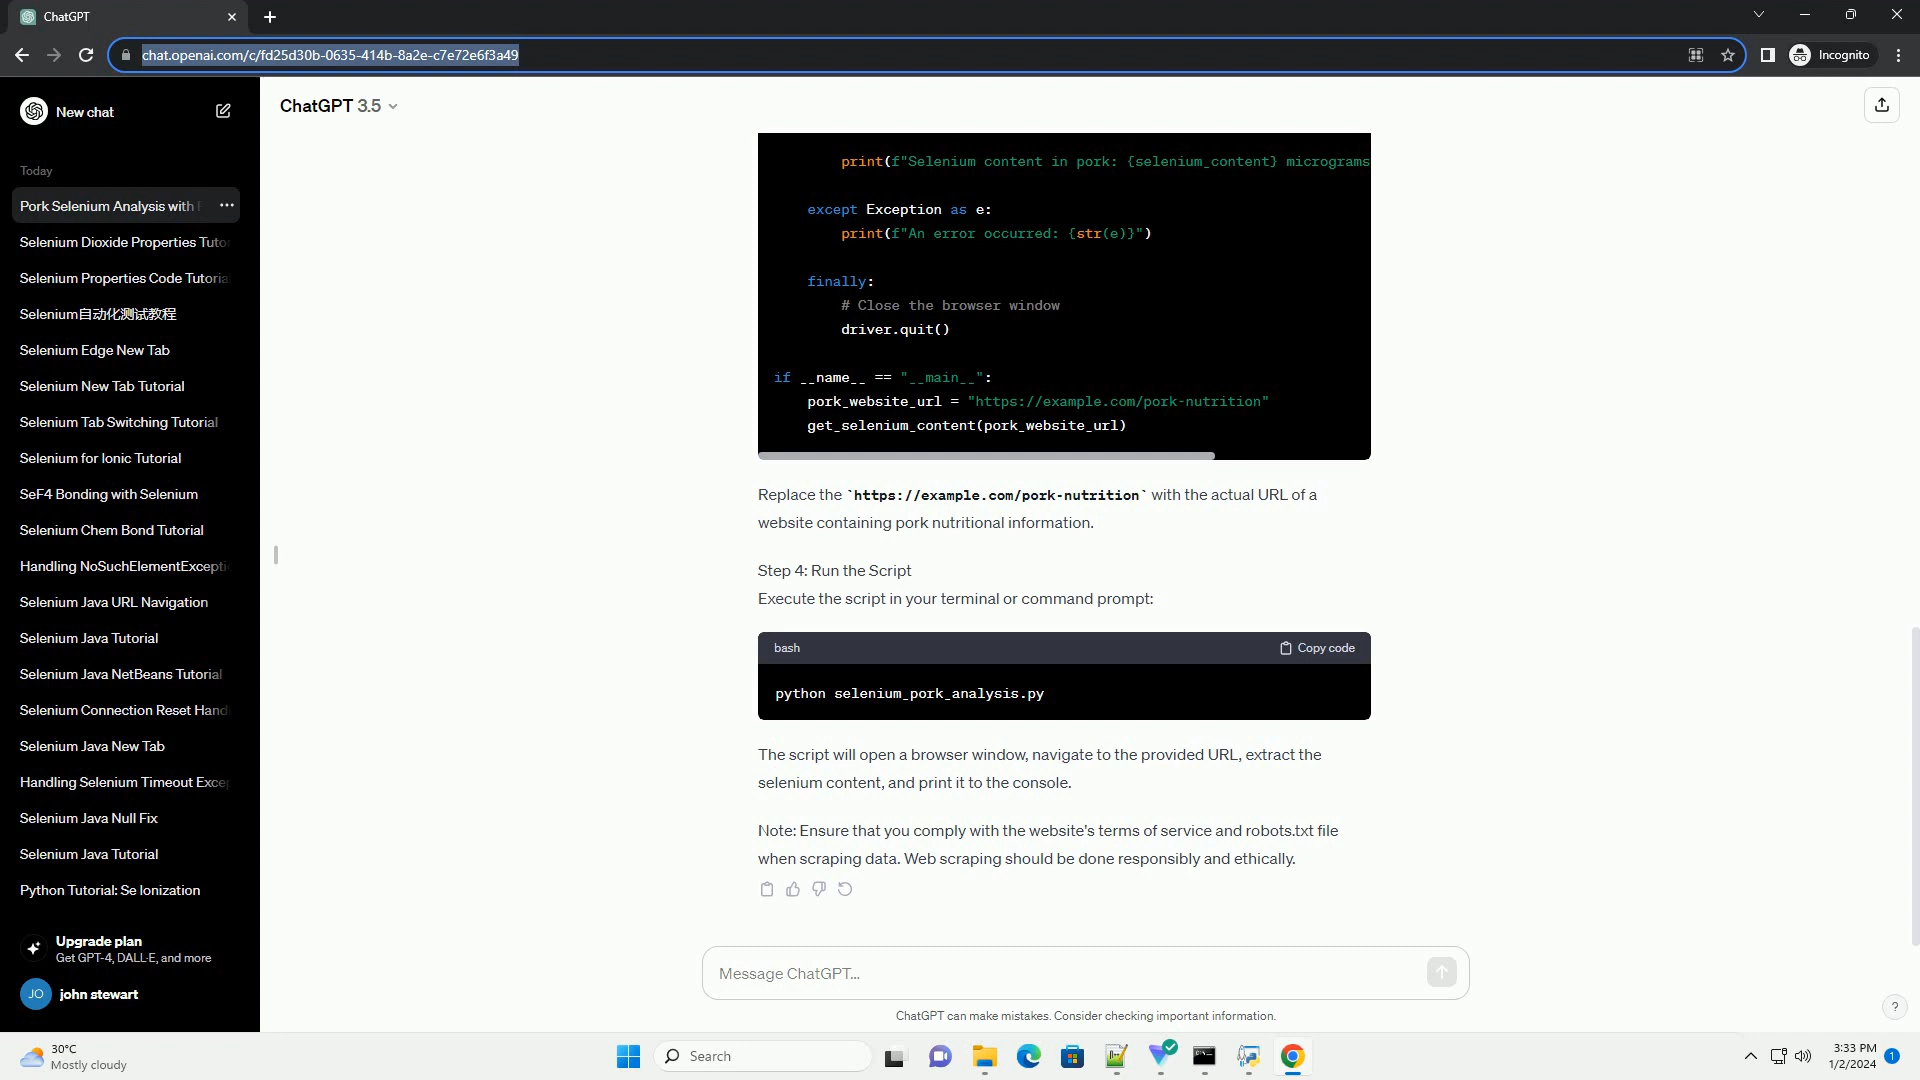 ChatGPT
chat.openai.com/c/fd25d30b-0635-414b-8a2e-c7e72e6f3a49
Incognito
New chat
Today
Pork Selenium Analysis with
Selenium Dioxide Properties Tuto
Selenium Properties Code Tutoria
Selenium自动化测试教程
Selenium Edge New Tab
Selenium New Tab Tutorial
Selenium Tab Switching Tutorial
Selenium for Ionic Tutorial
SeF4 Bonding with Selenium
Selenium Chem Bond Tutorial
Handling NoSuchElementExcepti
Selenium Java URL Navigation
Selenium Java Tutorial
Selenium Java NetBeans Tutorial
Selenium Connection Reset Hand
Selenium Java New Tab
Handling Selenium Timeout Excep
Selenium Java Null Fix
Selenium Java Tutorial
Python Tutorial: Se Ionization
Upgrade plan
Get GPT-4, DALL·E, and more
JO john stewart
ChatGPT 3.5
print(f"Selenium content in pork: {selenium_content} micrograms
except Exception as e:
print(f"An error occurred: {str(e)}")
finally:
# Close the browser window
driver.quit()
if __name__ == "__main__":
pork_website_url = "https://example.com/pork-nutrition"
get_selenium_content(pork_website_url)
Replace the `https://example.com/pork-nutrition` with the actual URL of a
website containing pork nutritional information.
Step 4: Run the Script
Execute the script in your terminal or command prompt:
bash
Copy code
python selenium_pork_analysis.py
The script will open a browser window, navigate to the provided URL, extract the
selenium content, and print it to the console.
Note: Ensure that you comply with the website's terms of service and robots.txt file
when scraping data. Web scraping should be done responsibly and ethically.
Message ChatGPT...
ChatGPT can make mistakes. Consider checking important information.
?
30°C
Mostly cloudy
Search
3:33 PM
1/2/2024
1